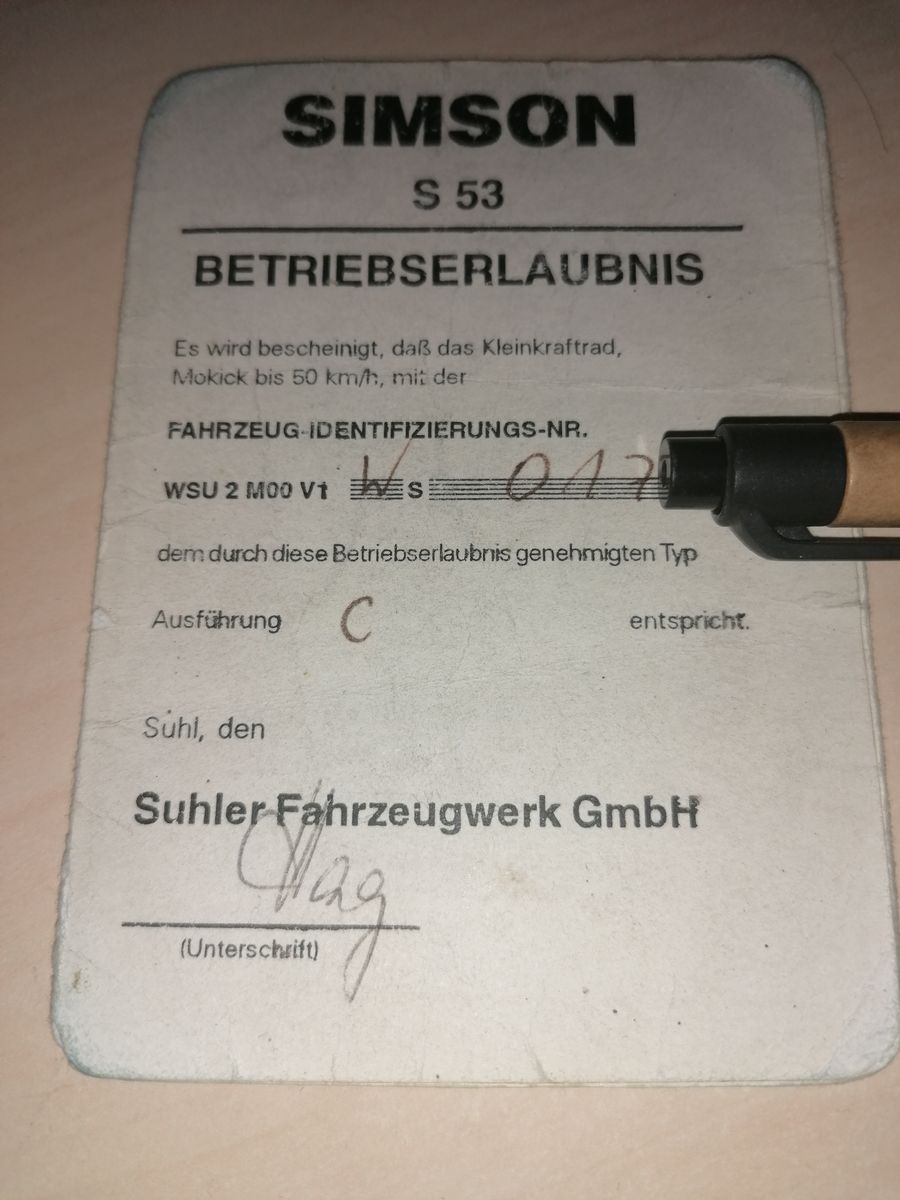 SIMSON
S 53
BETRIEBSERLAUBNIS
Es wird bescheinigt, daß das Kleinkraftrad,
Mokick bis 50 km/h, mit der
FAHRZEUG-IDENTIFIZIERUNGS-NR.
WSU 2 M00 V1 W S 017
dem durch diese Betriebserlaubnis genehmigten Typ
Ausführung C entspricht.
Suhl, den
Suhler Fahrzeugwerk GmbH
(Unterschrift)